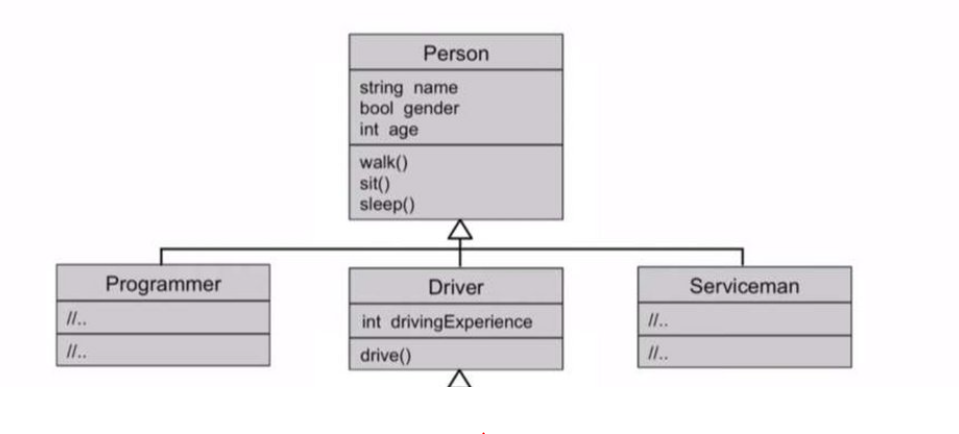 Person
string name
bool gender
int age
walk()
sit()
sleep()
Programmer
//..
//..
Driver
int drivingExperience
drive()
Serviceman
//..
//..